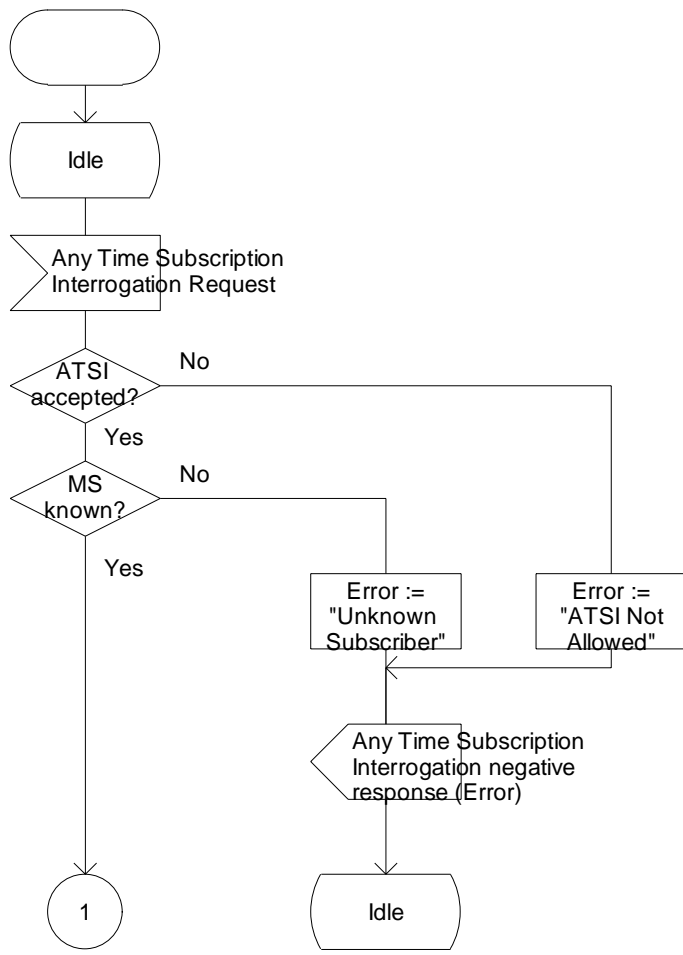 Idle
Any Time Subscription
Interrogation Request
ATSI
accepted?
No
Yes
MS
known?
No
Yes
Error :=
"Unknown
Subscriber"
Error :=
"ATSI Not
Allowed"
Any Time Subscription
Interrogation negative
response (Error)
1
Idle